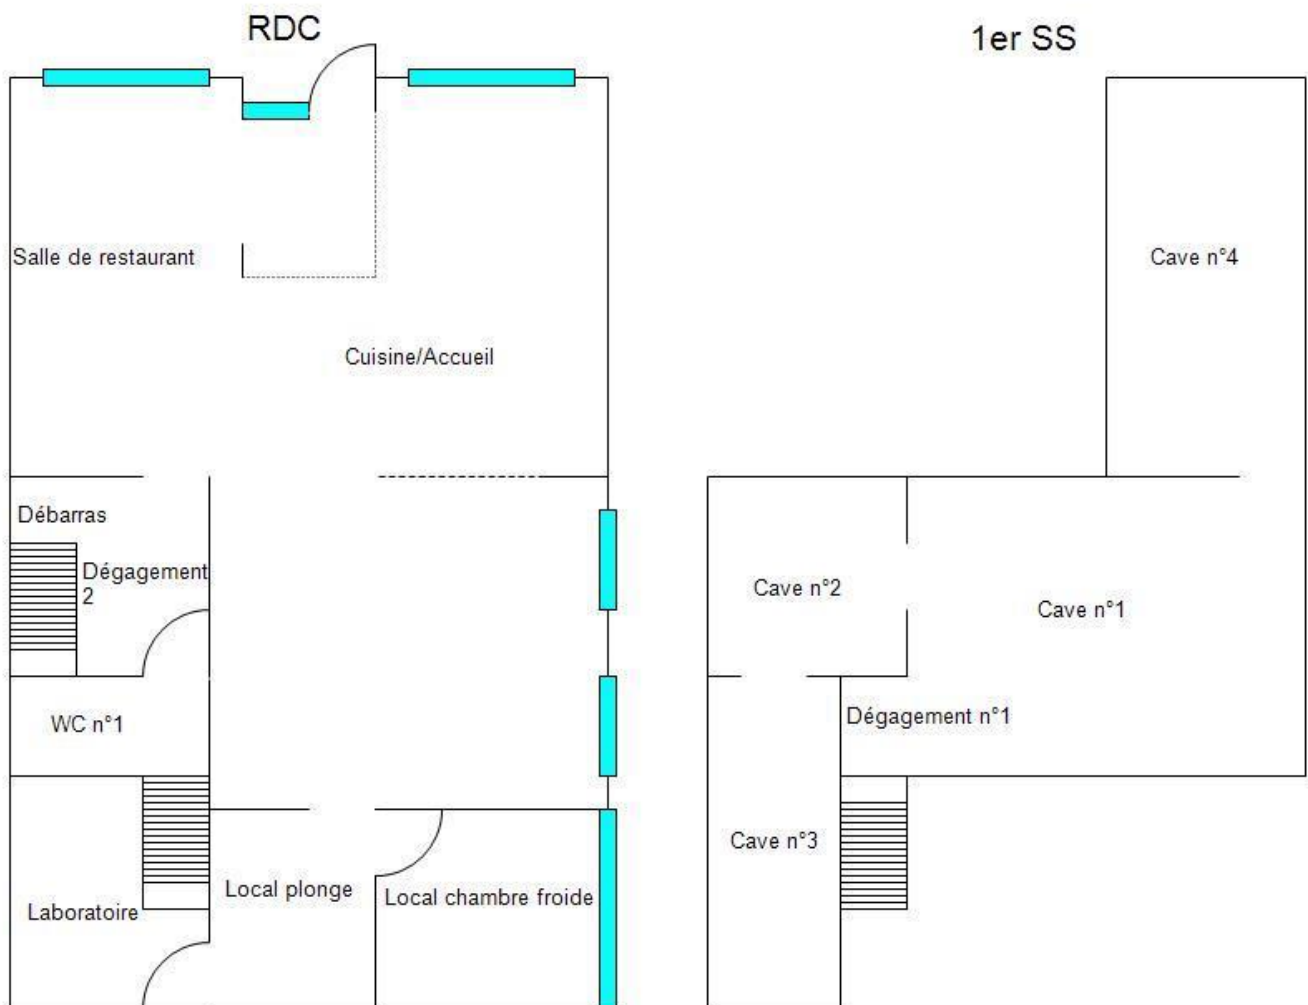 RDC
1er SS
Salle de restaurant
Cave n°4
Cuisine/Accueil
Débarras
Dégagement
2
Cave n°2
Cave n°1
WC n°1
Dégagement n°1
Cave n°3
Local plonge
Local chambre froide
Laboratoire